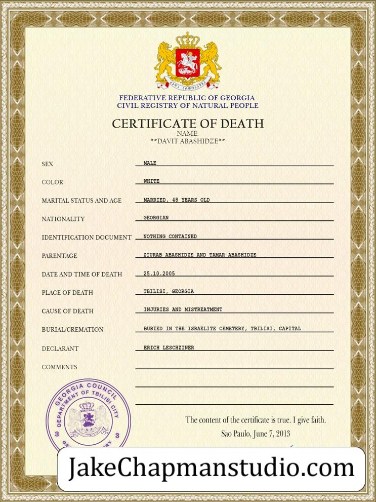 FEDERATIVE REPUBLIC OF GEORGIA
CIVIL REGISTRY OF NATURAL PEOPLE
CERTIFICATE OF DEATH
NAME
**DAVIT ABASHIDZE**
SEX MALE
COLOR WHITE
MARITAL STATUS AND AGE MARRIED, 48 YEARS OLD
NATIONALITY GEORGIAN
IDENTIFICATION DOCUMENT NOTHING CONTAINED
PARENTAGE ZIURAB ABASHIDZE AND TAMAR ABASHIDZE
DATE AND TIME OF DEATH 25.10.2005
PLACE OF DEATH TBILISI, GEORGIA
CAUSE OF DEATH INJURIES AND MISTREATMENT
BURIAL/CREMATION BURIED IN THE ISRAELITE CEMETERY, TBILISI, CAPITAL
DECLARANT ERICH LESCHZINER
COMMENTS
GEORGIA COUNCIL
DEPARTMENT OF TBILISI CITY
The content of the certificate is true. I give faith.
São Paulo, June 7, 2015
JakeChapmanstudio.com